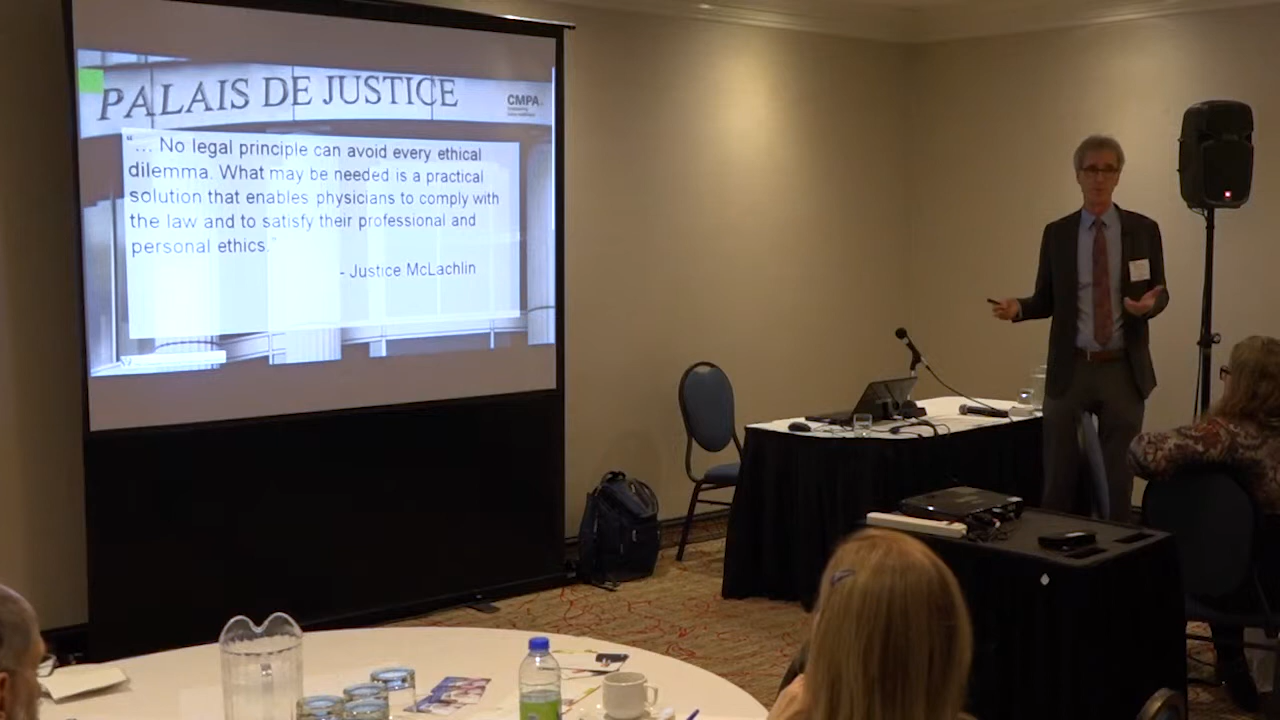 PALAIS DE JUSTICE
CMPA
“... No legal principle can avoid every ethical
dilemma. What may be needed is a practical
solution that enables physicians to comply with
the law and to satisfy their professional and
personal ethics.”
- Justice McLachlin